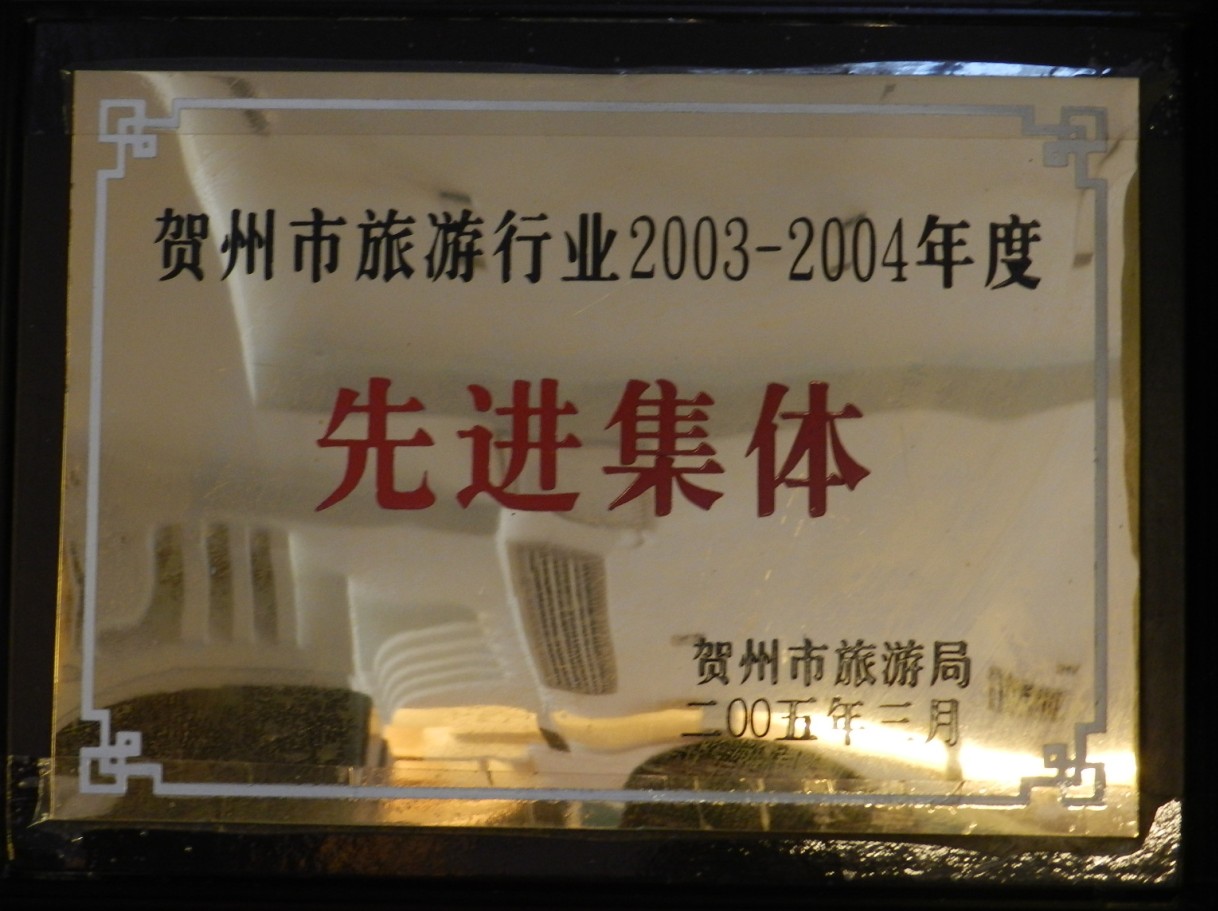 贺州市旅游行业2003-2004年度
先进集体
贺州市旅游局
二00五年三月